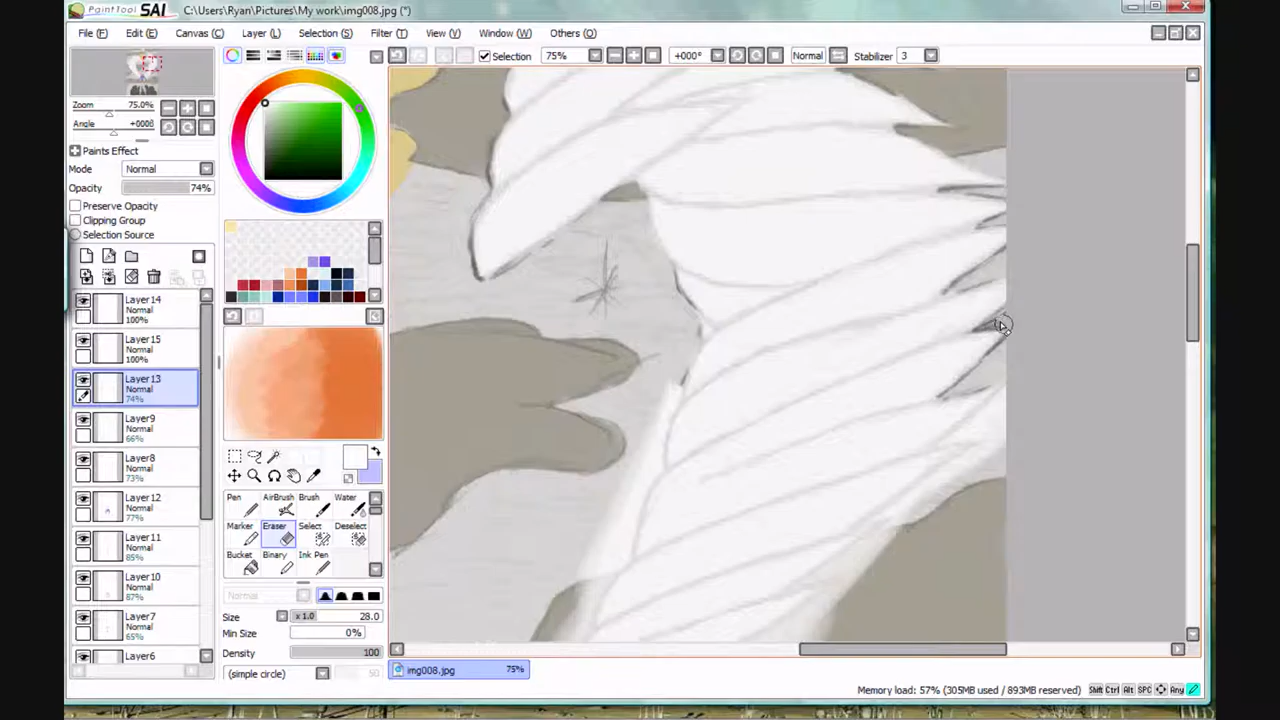 PaintTool SAI C:\Users\Ryan\Pictures\My work\img008.jpg (*)
File (F) Edit (E) Canvas (C) Layer (L) Selection (S) Filter (T) View (V) Window (W) Others (O)
Selection 75% +000° Normal Stabilizer 3
Zoom 75.0%
Angle +000θ
Paints Effect
Mode Normal
Opacity 74%
Preserve Opacity
Clipping Group
Selection Source
Layer14
Normal
100%
Layer15
Normal
100%
Layer13
Normal
74%
Layer9
Normal
66%
Layer8
Normal
73%
Layer12
Normal
77%
Layer11
Normal
85%
Layer10
Normal
87%
Layer7
Normal
65%
Layer6
Pen AirBrush Brush Water
Marker Eraser Select Deselect
Bucket Binary Ink Pen
Normal
Size x 1.0 28.0
Min Size 0%
Density 100
(simple circle) 50
img008.jpg 75%
Memory load: 57% (305MB used / 893MB reserved) Shift Ctrl Alt SPC Any